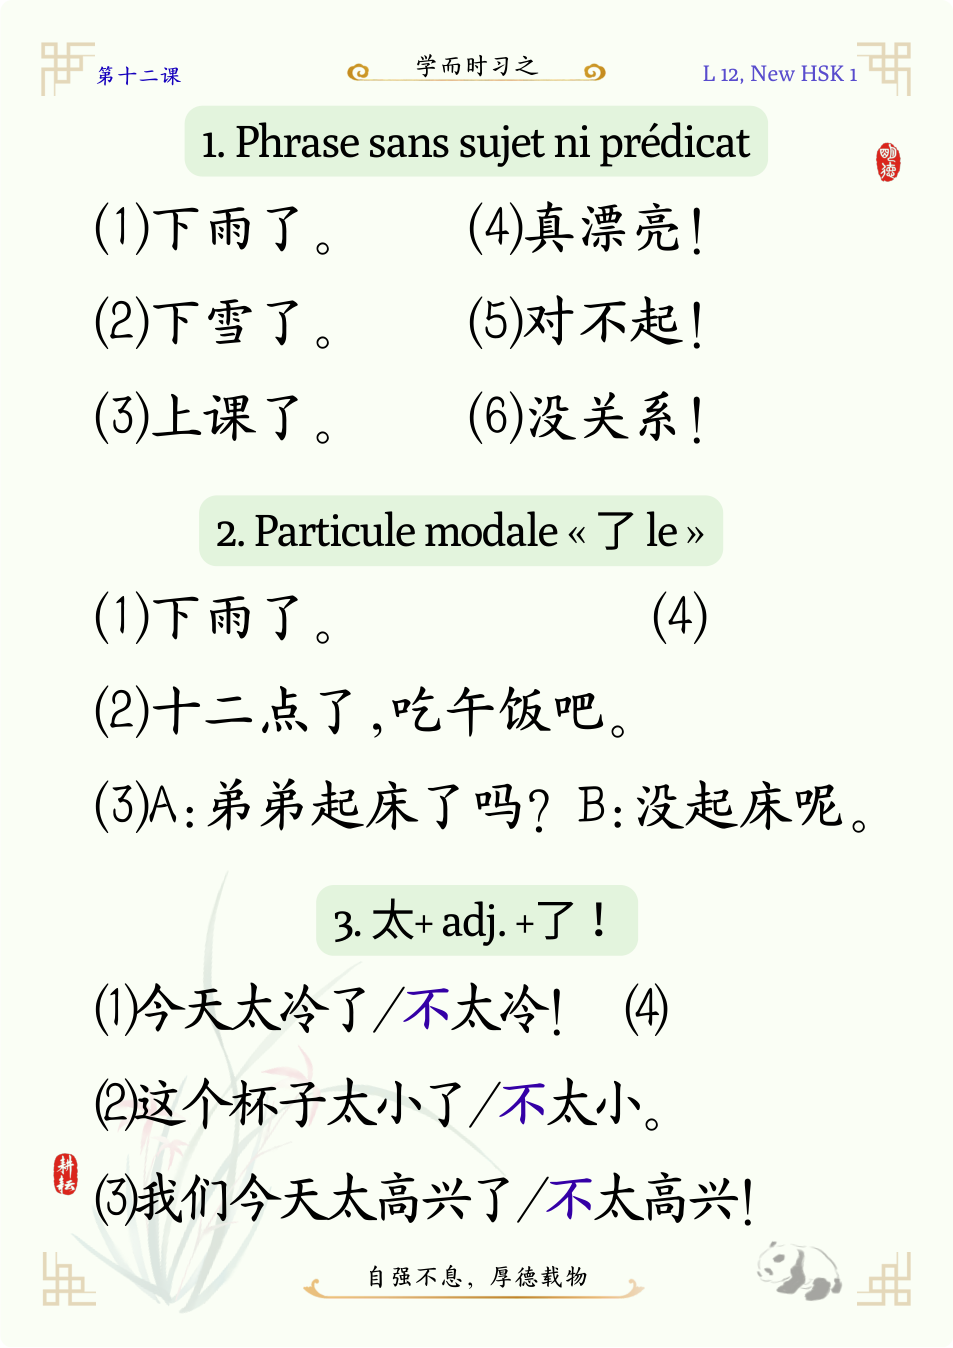 第十二课
学而时习之
L 12, New HSK 1
1. Phrase sans sujet ni prédicat
明德
(1)下雨了。 (4)真漂亮！
(2)下雪了。 (5)对不起！
(3)上课了。 (6)没关系！
2. Particule modale « 了 le »
(1)下雨了。 (4)
(2)十二点了,吃午饭吧。
(3)A:弟弟起床了吗？B:没起床呢。
3. 太+ adj. +了！
(1)今天太冷了/不太冷！ (4)
(2)这个杯子太小了/不太小。
耕耘
(3)我们今天太高兴了/不太高兴！
自强不息，厚德载物